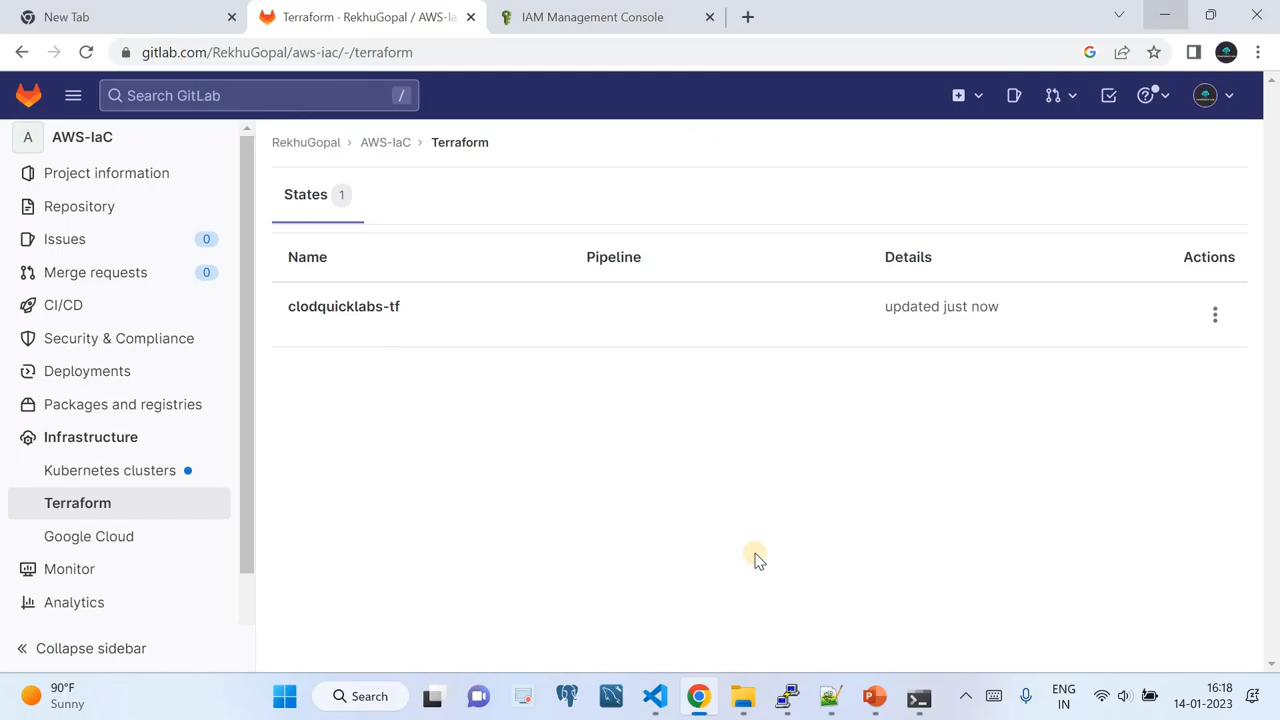 New Tab
Terraform · RekhuGopal / AWS-Ia
IAM Management Console
gitlab.com/RekhuGopal/aws-iac/-/terraform
Search GitLab /
A AWS-IaC
Project information
Repository
Issues 0
Merge requests 0
CI/CD
Security & Compliance
Deployments
Packages and registries
Infrastructure
Kubernetes clusters
Terraform
Google Cloud
Monitor
Analytics
Collapse sidebar
RekhuGopal > AWS-IaC > Terraform
States 1
Name Pipeline Details Actions
clodquicklabs-tf updated just now
90°F
Sunny
Search
ENG
IN
16:18
14-01-2023